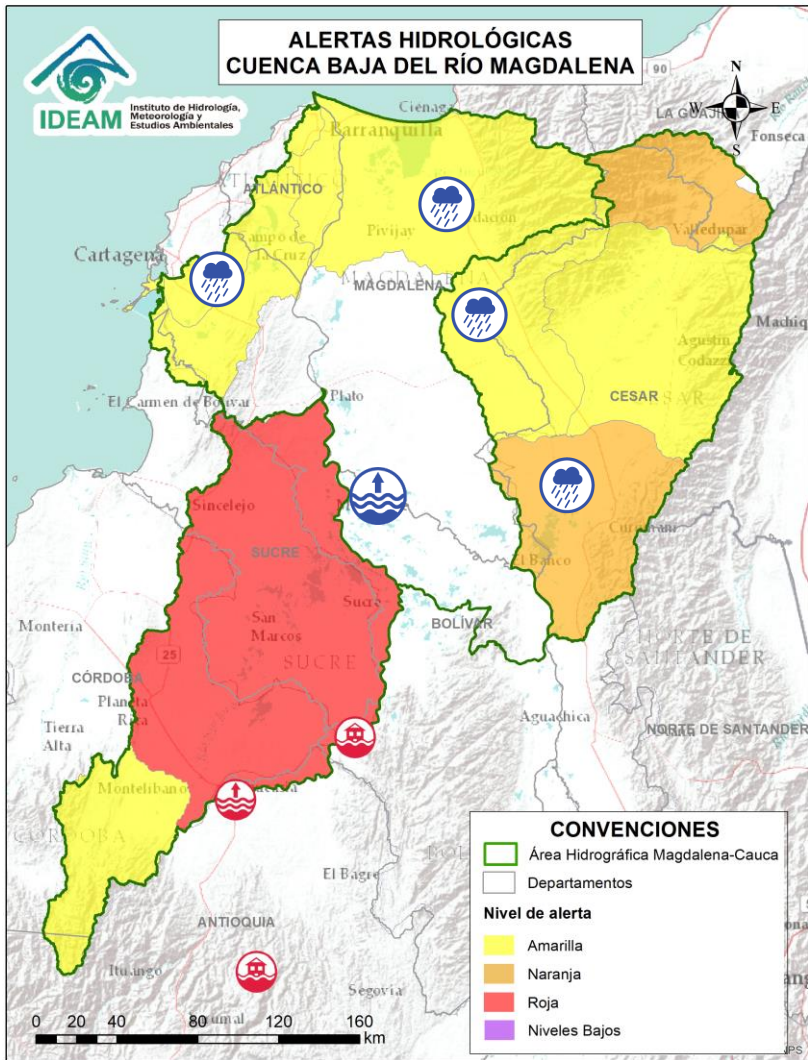 ALERTAS HIDROLÓGICAS
CUENCA BAJA DEL RÍO MAGDALENA
IDEAM
Instituto de Hidrología,
Meteorología y
Estudios Ambientales
N
W
E
S
90
Ciénaga
LA GUAJIRA
Fonseca
Barranquilla
ATLÁNTICO
Valledupar
Pivijay
Cartagena
Campo de
la Cruz
MAGDALENA
MAGDALENA
Agustín
Codazzi
El Carmen de Bolívar
Plato
CESAR
Sincelejo
Curumaní
El Banco
SUCRE
Sucre
BOLÍVAR
San
Marcos
Montería
SUCRE
25
NORTE DE
SANTANDER
CÓRDOBA
Planeta
Rica
Aguachica
Tierra
Alta
NORTE DE SANTANDER
Montelíbano
CÓRDOBA
El Bagre
ANTIOQUIA
Ituango
Segovia
0 20 40 80 120 160
km
CONVENCIONES
Área Hidrográfica Magdalena-Cauca
Departamentos
Nivel de alerta
Amarilla
Naranja
Roja
Niveles Bajos